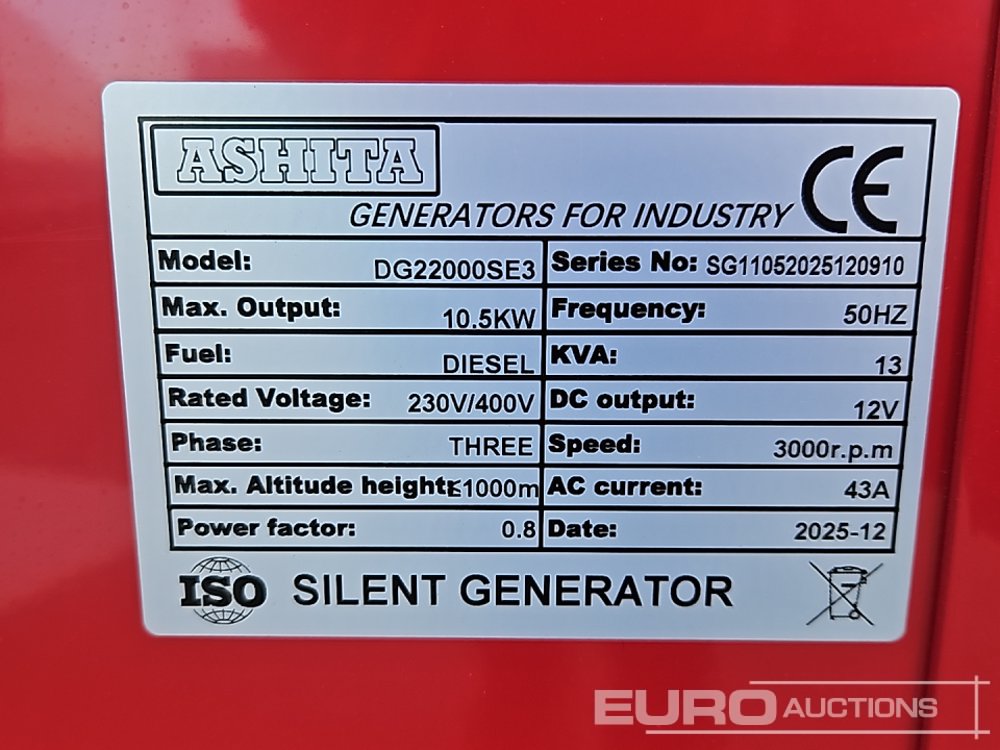 ASHITA
CE
GENERATORS FOR INDUSTRY
Model: DG22000SE3 Series No: SG11052025120910
Max. Output: 10.5KW Frequency: 50HZ
Fuel: DIESEL KVA: 13
Rated Voltage: 230V/400V DC output: 12V
Phase: THREE Speed: 3000r.p.m
Max. Altitude height: ≤1000m AC current: 43A
Power factor: 0.8 Date: 2025-12
ISO SILENT GENERATOR
EURO AUCTIONS